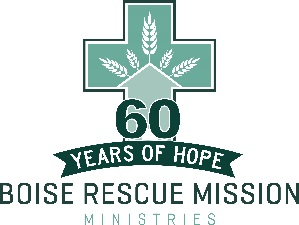 60
YEARS OF HOPE
BOISE RESCUE MISSION
MINISTRIES